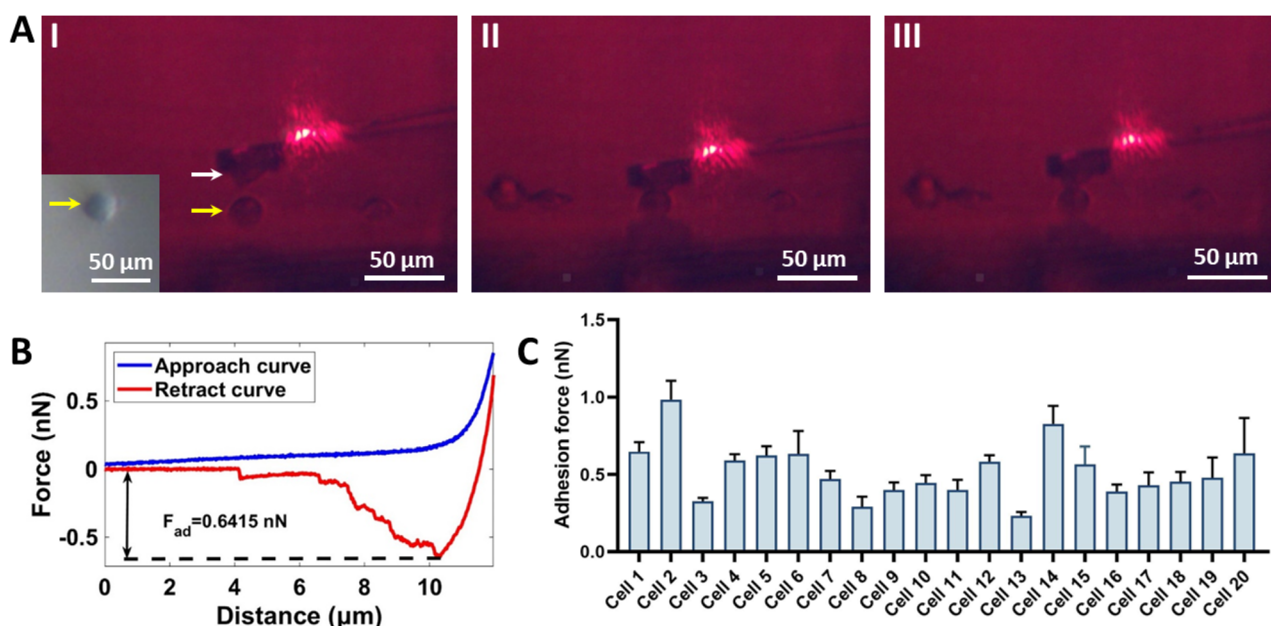 A
I
II
III
50 μm
50 μm
50 μm
50 μm
B
Approach curve
Retract curve
Force (nN)
0.5
0
-0.5
Fad=0.6415 nN
0
2
4
6
8
10
Distance (μm)
C
Adhesion force (nN)
1.5
1.0
0.5
0.0
Cell 1
Cell 2
Cell 3
Cell 4
Cell 5
Cell 6
Cell 7
Cell 8
Cell 9
Cell 10
Cell 11
Cell 12
Cell 13
Cell 14
Cell 15
Cell 16
Cell 17
Cell 18
Cell 19
Cell 20